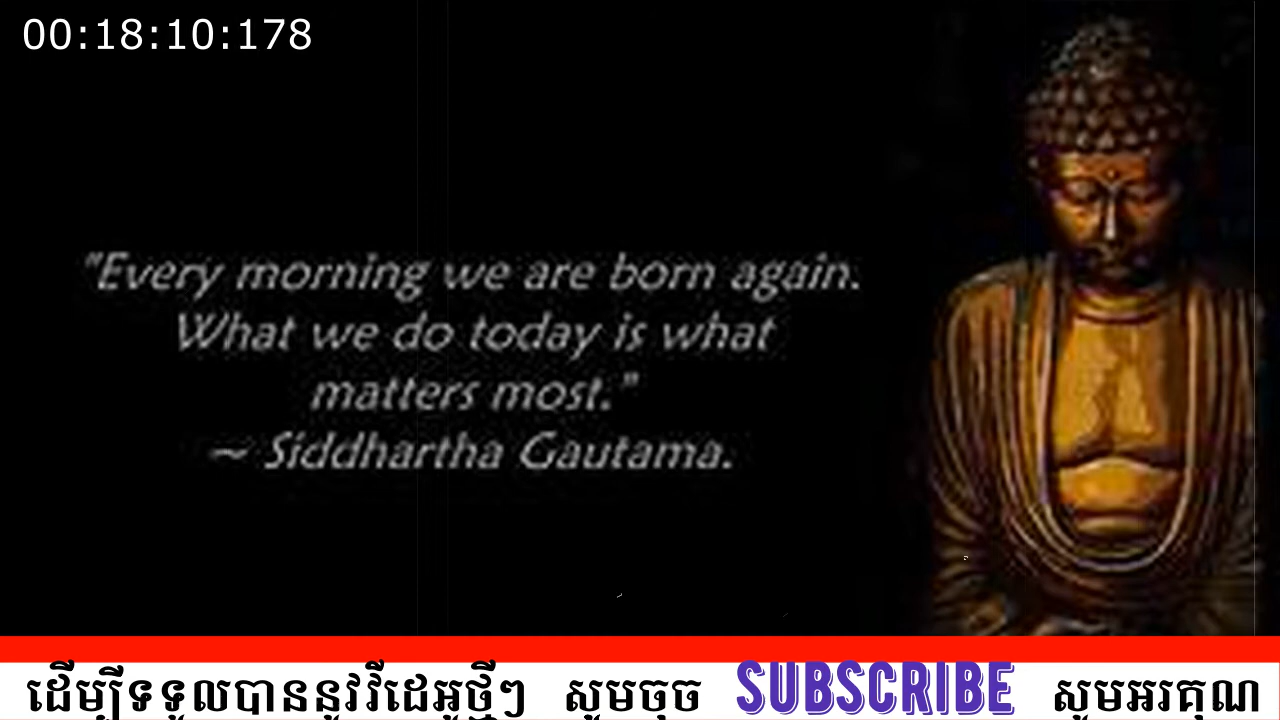 00:18:10:178
"Every morning we are born again.
What we do today is what
matters most."
~ Siddhartha Gautama.
ដើម្បីទទួលបាននូវវីដេអូថ្មីៗ សូមចុច SUBSCRIBE សូមអរគុណ